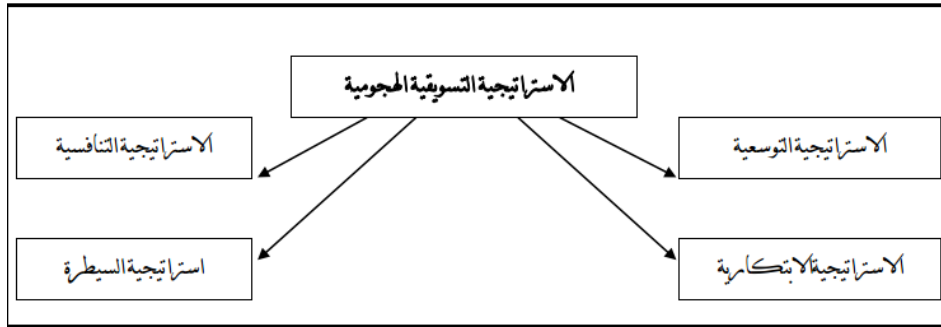 الاستراتيجية التسويقية الهجومية
الاستراتيجية التوسعية
الاستراتيجية التنافسية
الاستراتيجية الابتكارية
استراتيجية السيطرة